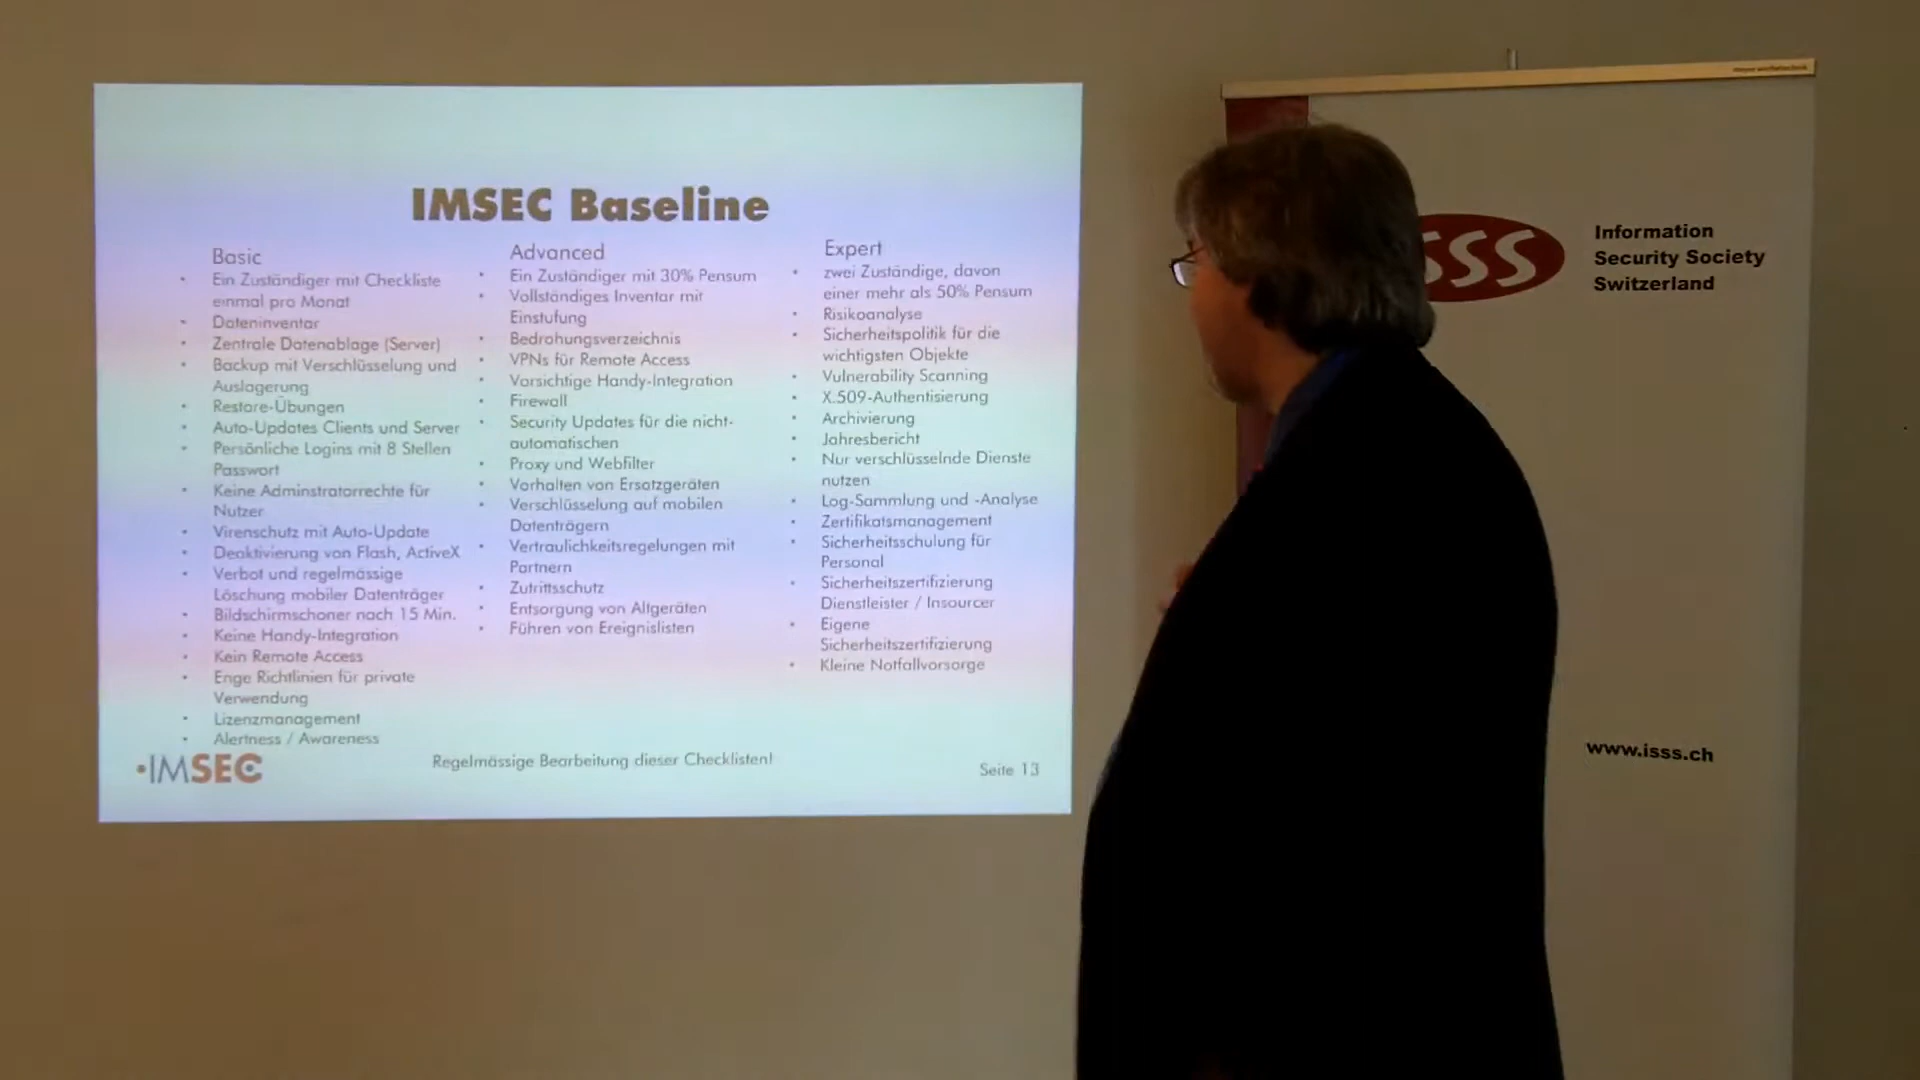 IMSEC Baseline
Basic
• Ein Zuständiger mit Checkliste
einmal pro Monat
• Dateninventar
• Zentrale Datenablage (Server)
• Backup mit Verschlüsselung und
Auslagerung
• Restore-Übungen
• Auto-Updates Clients und Server
• Persönliche Logins mit 8 Stellen
Passwort
• Keine Adminstratorrechte für
Nutzer
• Virenschutz mit Auto-Update
• Deaktivierung von Flash, ActiveX
• Verbot und regelmässige
Löschung mobiler Datenträger
• Bildschirmschoner nach 15 Min.
• Keine Handy-Integration
• Kein Remote Access
• Enge Richtlinien für private
Verwendung
• Lizenzmanagement
• Alertness / Awareness
Advanced
• Ein Zuständiger mit 30% Pensum
• Vollständiges Inventar mit
Einstufung
• Bedrohungsverzeichnis
• VPNs für Remote Access
• Vorsichtige Handy-Integration
• Firewall
• Security Updates für die nicht-
automatischen
• Proxy und Webfilter
• Vorhalten von Ersatzgeräten
• Verschlüsselung auf mobilen
Datenträgern
• Vertraulichkeitsregelungen mit
Partnern
• Zutrittsschutz
• Entsorgung von Altgeräten
• Führen von Ereignislisten
Expert
• zwei Zuständige, davon
einer mehr als 50% Pensum
• Risikoanalyse
• Sicherheitspolitik für die
wichtigsten Objekte
• Vulnerability Scanning
• X.509-Authentisierung
• Archivierung
• Jahresbericht
• Nur verschlüsselnde Dienste
nutzen
• Log-Sammlung und -Analyse
• Zertifikatsmanagement
• Sicherheitsschulung für
Personal
• Sicherheitszertifizierung
Dienstleister / Insourcer
• Eigene
Sicherheitszertifizierung
• Kleine Notfallvorsorge
•IMSEC
Regelmässige Bearbeitung dieser Checklisten!
Seite 13
SSS
Information
Security Society
Switzerland
www.isss.ch